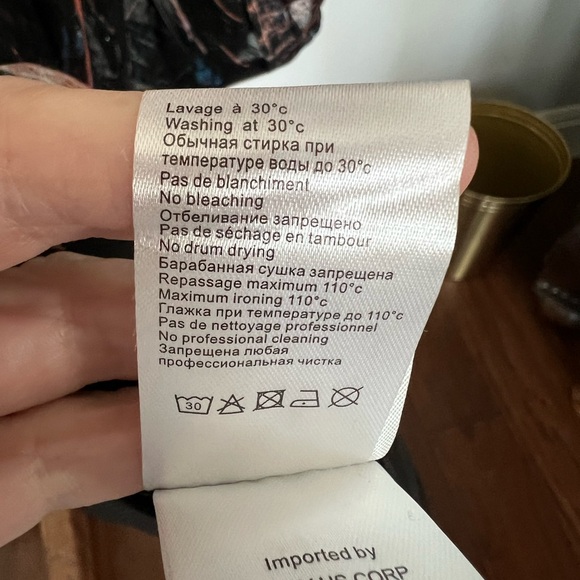 Lavage à 30°c
Washing at 30°c
Обычная стирка при
температуре воды до 30°c
Pas de blanchiment
No bleaching
Отбеливание запрещено
Pas de séchage en tambour
No drum drying
Барабанная сушка запрещена
Repassage maximum 110°c
Maximum ironing 110°c
Глажка при температуре до 110°c
Pas de nettoyage professionnel
No professional cleaning
Запрещена любая
профессиональная чистка
30
Imported by
US CORP